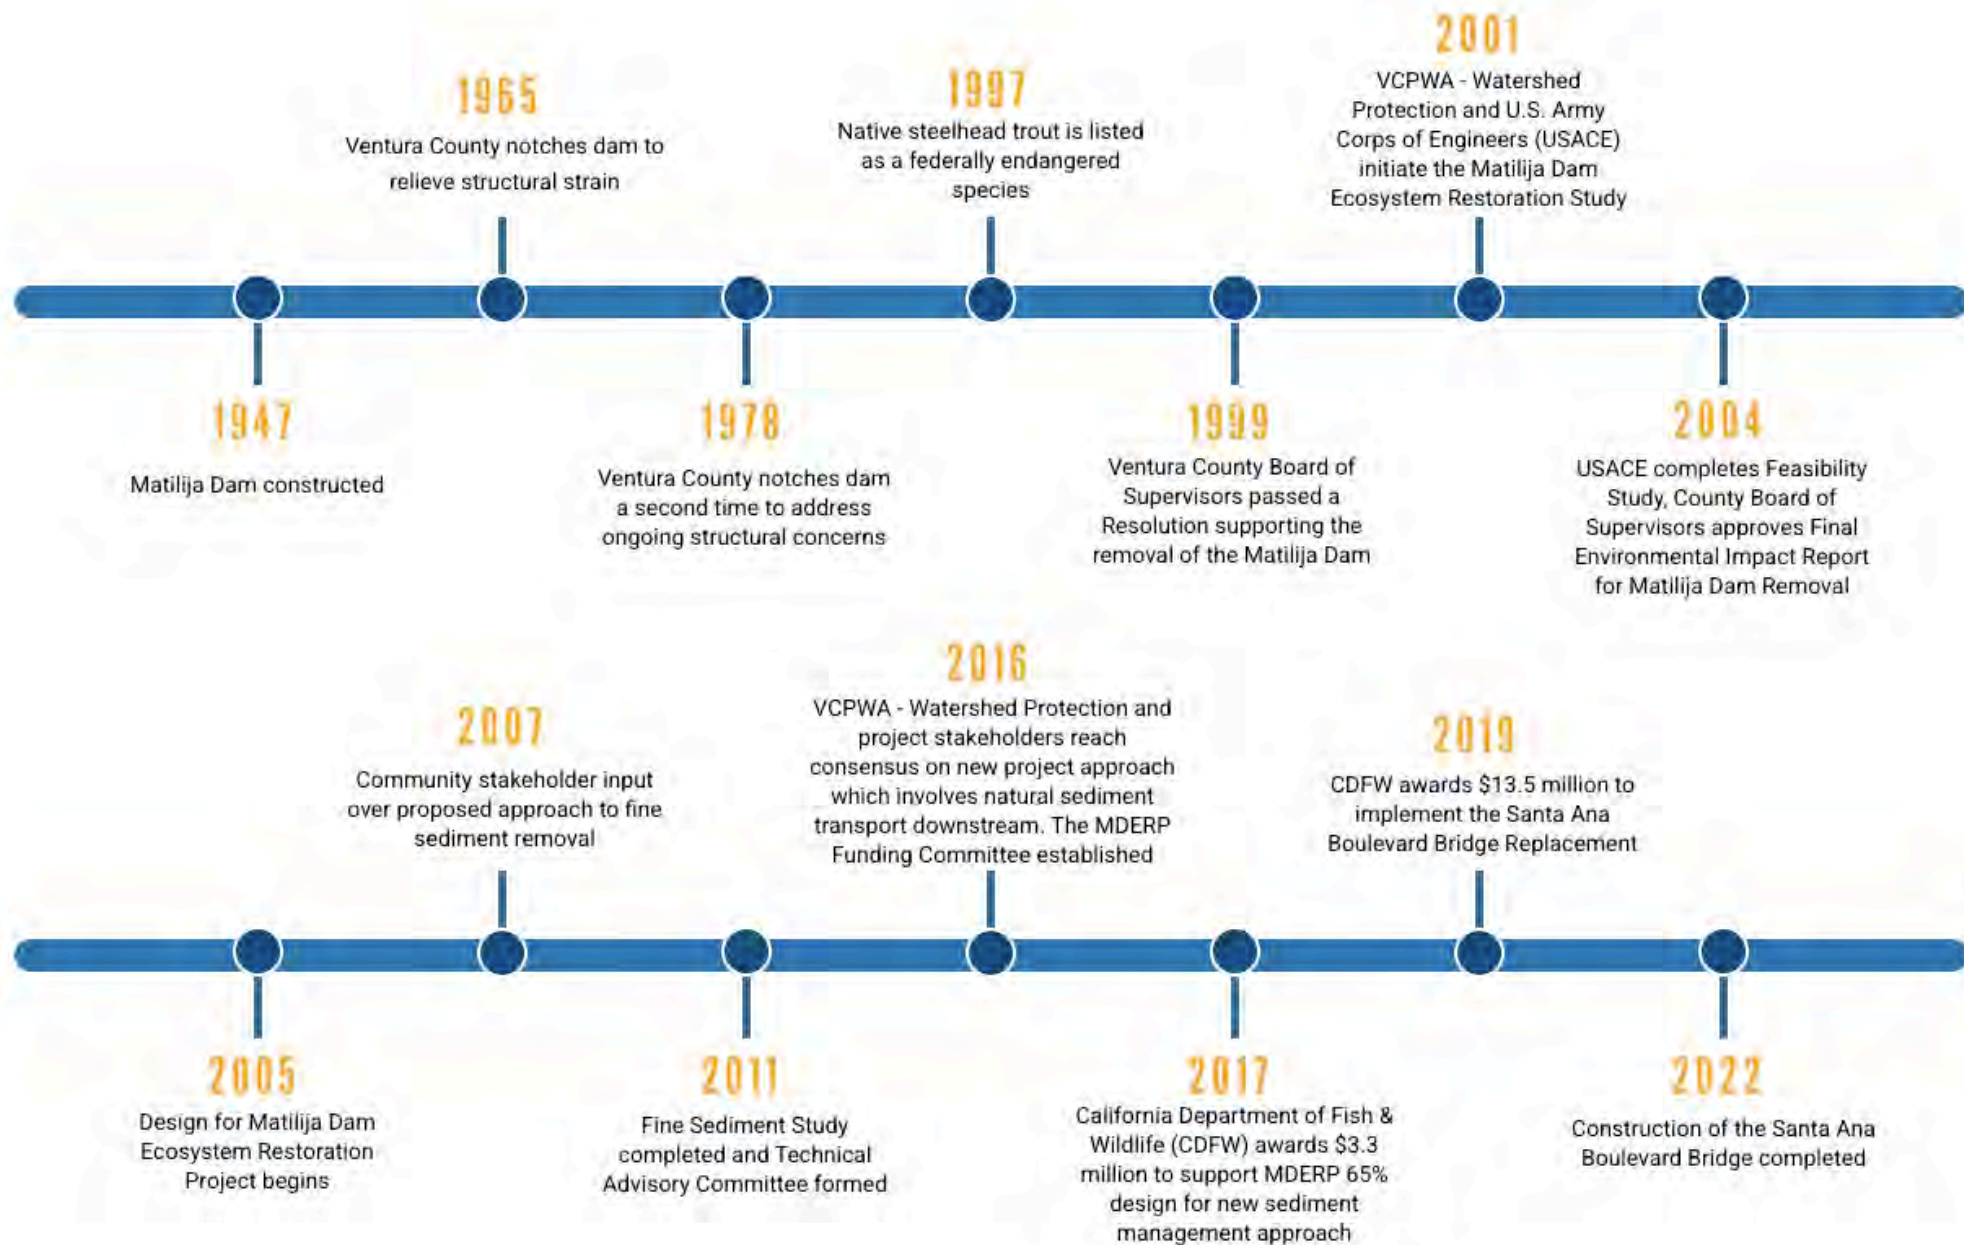 1947
Matilija Dam constructed
1965
Ventura County notches dam to
relieve structural strain
1978
Ventura County notches dam
a second time to address
ongoing structural concerns
1997
Native steelhead trout is listed
as a federally endangered
species
1999
Ventura County Board of
Supervisors passed a
Resolution supporting the
removal of the Matilija Dam
2001
VCPWA - Watershed
Protection and U.S. Army
Corps of Engineers (USACE)
initiate the Matilija Dam
Ecosystem Restoration Study
2004
USACE completes Feasibility
Study, County Board of
Supervisors approves Final
Environmental Impact Report
for Matilija Dam Removal
2005
Design for Matilija Dam
Ecosystem Restoration
Project begins
2007
Community stakeholder input
over proposed approach to fine
sediment removal
2011
Fine Sediment Study
completed and Technical
Advisory Committee formed
2016
VCPWA - Watershed Protection and
project stakeholders reach
consensus on new project approach
which involves natural sediment
transport downstream. The MDERP
Funding Committee established
2017
California Department of Fish &
Wildlife (CDFW) awards $3.3
million to support MDERP 65%
design for new sediment
management approach
2019
CDFW awards $13.5 million to
implement the Santa Ana
Boulevard Bridge Replacement
2022
Construction of the Santa Ana
Boulevard Bridge completed